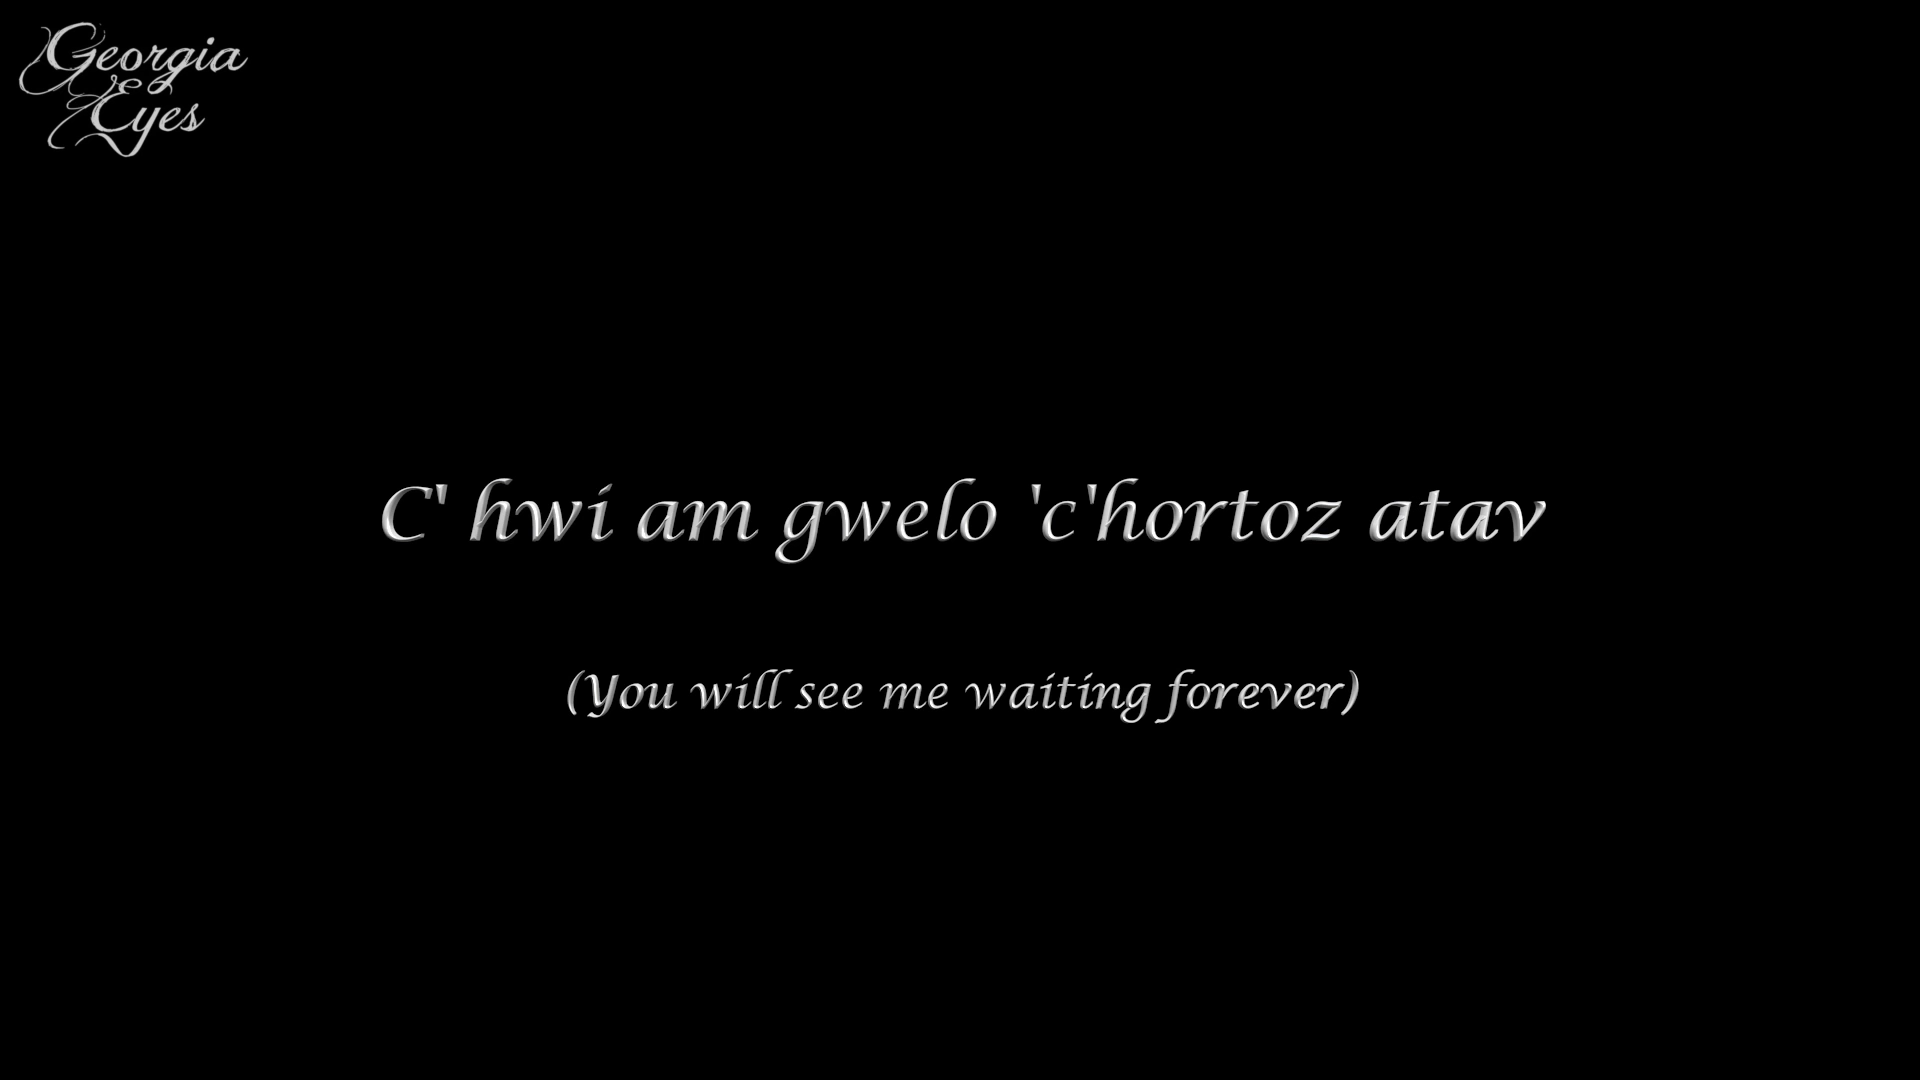 Georgia
Eyes
C' hwi am gwelo 'c'hortoz atav
(You will see me waiting forever)